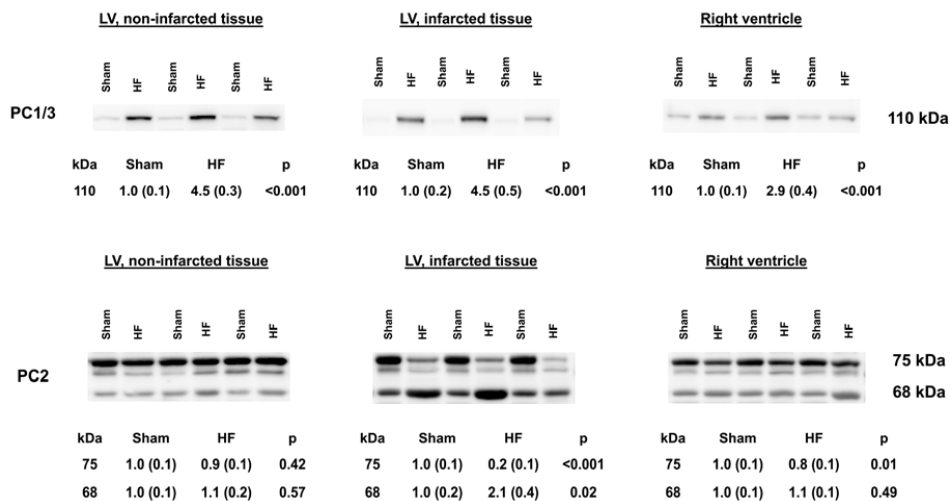 LV, non-infarcted tissue LV, infarcted tissue Right ventricle
Sham HF Sham HF Sham HF Sham HF Sham HF Sham HF Sham HF Sham HF Sham HF
PC1/3 110 kDa
kDa Sham HF p kDa Sham HF p kDa Sham HF p
110 1.0 (0.1) 4.5 (0.3) <0.001 110 1.0 (0.2) 4.5 (0.5) <0.001 110 1.0 (0.1) 2.9 (0.4) <0.001
LV, non-infarcted tissue LV, infarcted tissue Right ventricle
Sham HF Sham HF Sham HF Sham HF Sham HF Sham HF Sham HF Sham HF Sham HF
75 kDa
PC2
68 kDa
kDa Sham HF p kDa Sham HF p kDa Sham HF p
75 1.0 (0.1) 0.9 (0.1) 0.42 75 1.0 (0.1) 0.2 (0.1) <0.001 75 1.0 (0.1) 0.8 (0.1) 0.01
68 1.0 (0.1) 1.1 (0.2) 0.57 68 1.0 (0.2) 2.1 (0.4) 0.02 68 1.0 (0.1) 1.1 (0.1) 0.49